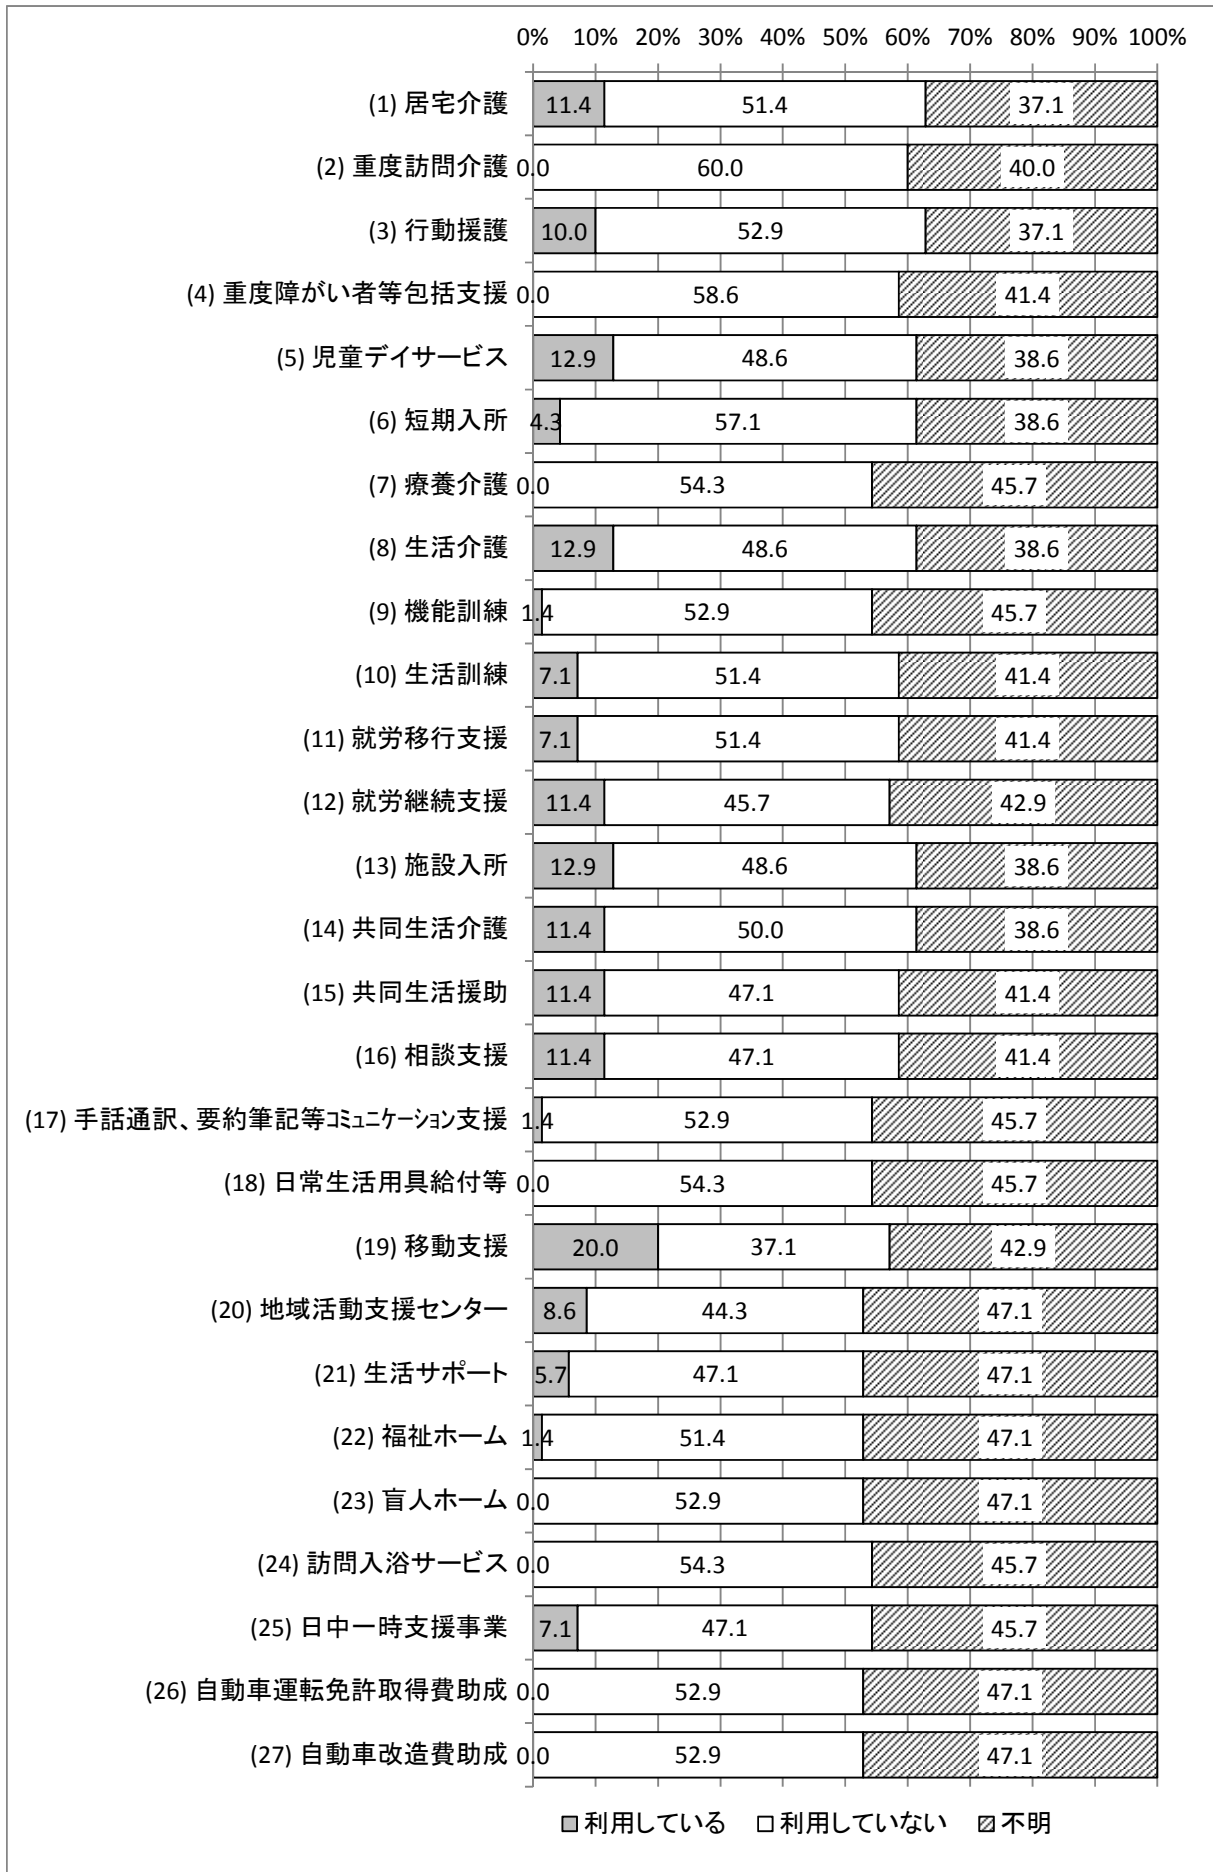 0% 10% 20% 30% 40% 50% 60% 70% 80% 90% 100%
(1) 居宅介護 11.4 51.4 37.1
(2) 重度訪問介護 0.0 60.0 40.0
(3) 行動援護 10.0 52.9 37.1
(4) 重度障がい者等包括支援 0.0 58.6 41.4
(5) 児童デイサービス 12.9 48.6 38.6
(6) 短期入所 4.3 57.1 38.6
(7) 療養介護 0.0 54.3 45.7
(8) 生活介護 12.9 48.6 38.6
(9) 機能訓練 1.4 52.9 45.7
(10) 生活訓練 7.1 51.4 41.4
(11) 就労移行支援 7.1 51.4 41.4
(12) 就労継続支援 11.4 45.7 42.9
(13) 施設入所 12.9 48.6 38.6
(14) 共同生活介護 11.4 50.0 38.6
(15) 共同生活援助 11.4 47.1 41.4
(16) 相談支援 11.4 47.1 41.4
(17) 手話通訳、要約筆記等ｺﾐｭﾆｹｰｼｮﾝ支援 1.4 52.9 45.7
(18) 日常生活用具給付等 0.0 54.3 45.7
(19) 移動支援 20.0 37.1 42.9
(20) 地域活動支援センター 8.6 44.3 47.1
(21) 生活サポート 5.7 47.1 47.1
(22) 福祉ホーム 1.4 51.4 47.1
(23) 盲人ホーム 0.0 52.9 47.1
(24) 訪問入浴サービス 0.0 54.3 45.7
(25) 日中一時支援事業 7.1 47.1 45.7
(26) 自動車運転免許取得費助成 0.0 52.9 47.1
(27) 自動車改造費助成 0.0 52.9 47.1
利用している 利用していない 不明